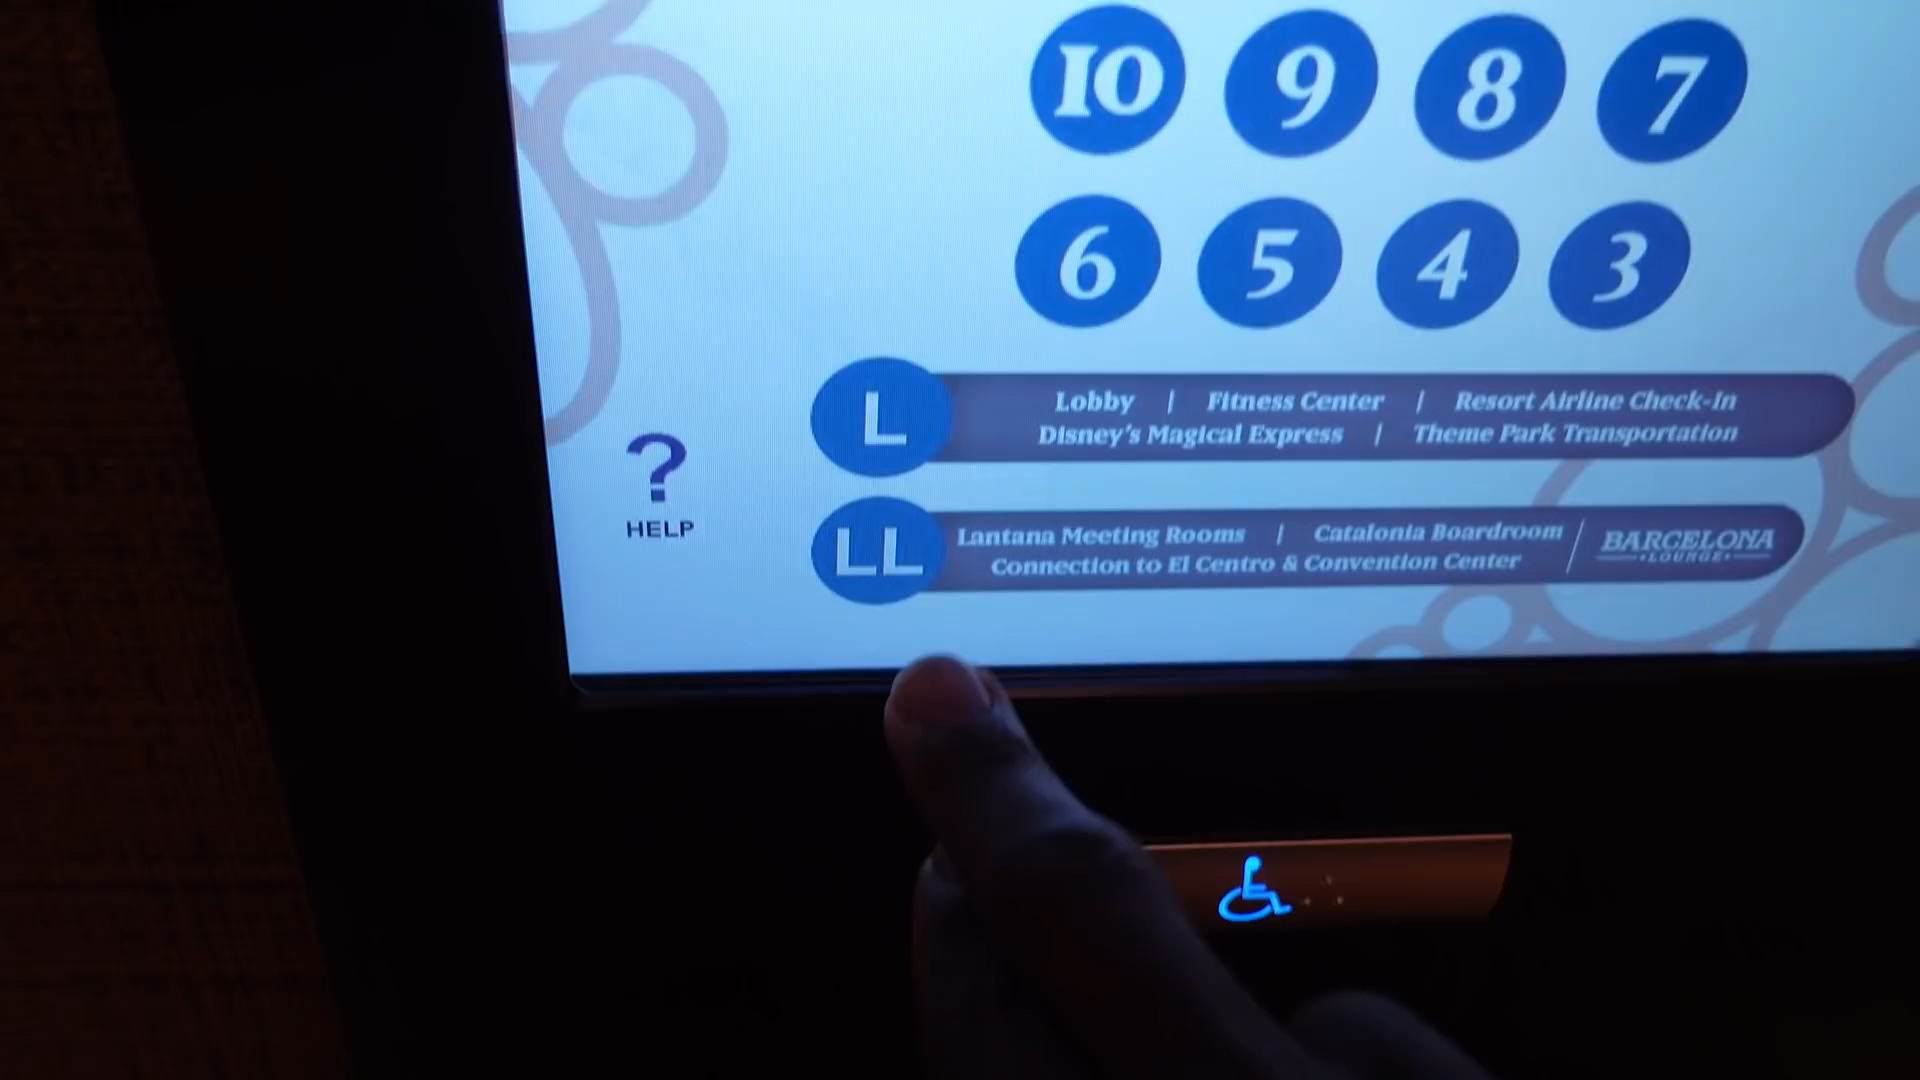 10 9 8 7
6 5 4 3
L
Lobby | Fitness Center | Resort Airline Check-In
Disney's Magical Express | Theme Park Transportation
?
HELP
LL
Lantana Meeting Rooms | Catalonia Boardroom
Connection to El Centro & Convention Center
BARCELONA
•LOUNGE•